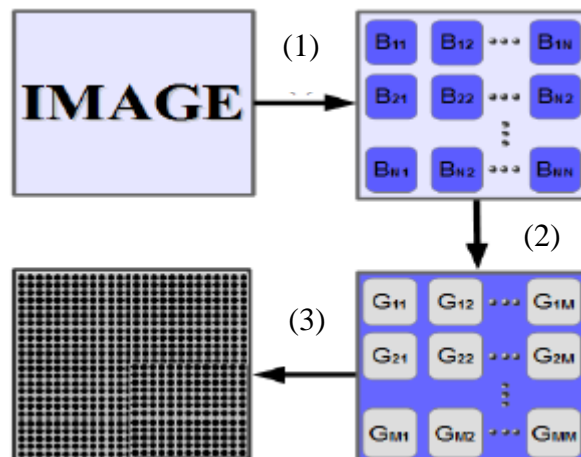 (1)
IMAGE
B11 B12 ... B1N
B21 B22 ... BN2
BN1 BN2 ... BNN
(2)
G11 G12 ... G1M
G21 G22 ... G2M
GM1 GM2 ... GMM
(3)